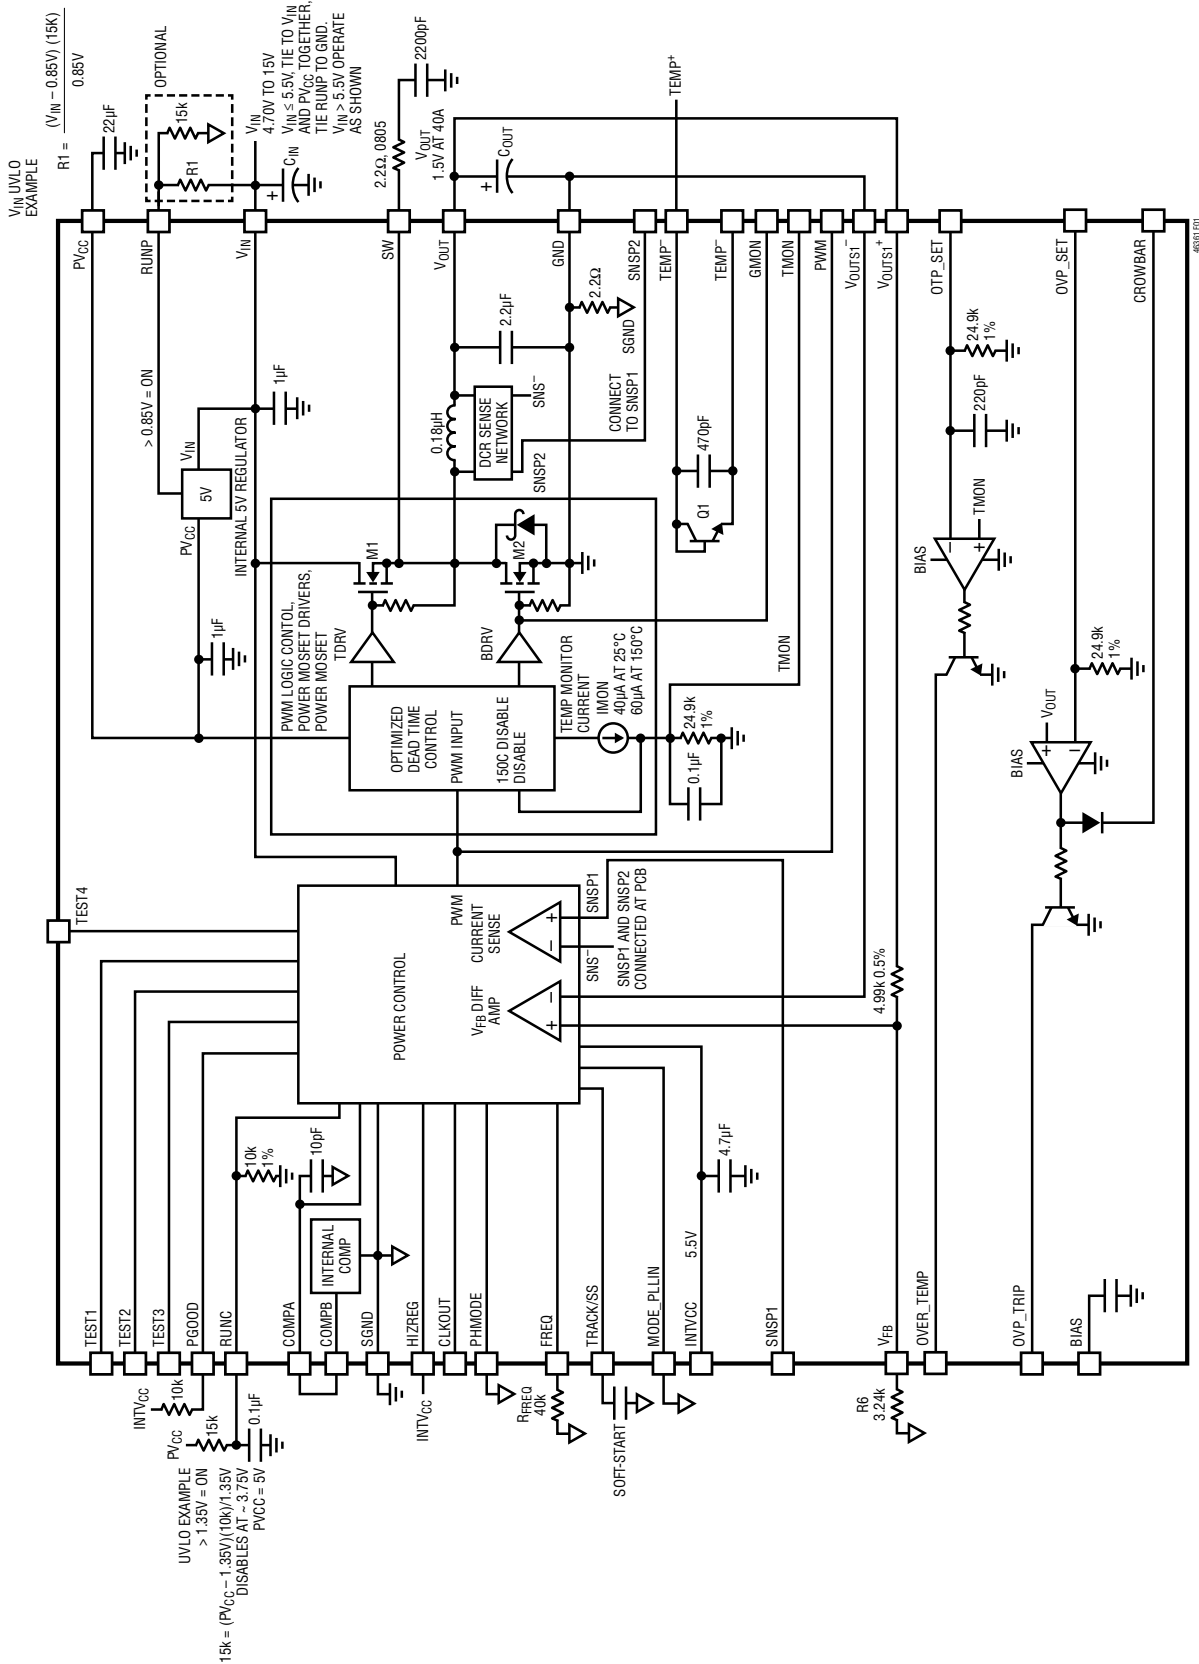 VIN UVLO
EXAMPLE
R1 = (VIN – 0.85V) (15K)
0.85V
22µF
OPTIONAL
15k
R1
VIN
4.70V TO 15V
VIN ≤ 5.5V, TIE TO VIN
AND PVCC TOGETHER,
TIE RUNP TO GND.
VIN > 5.5V OPERATE
AS SHOWN
CIN
+
2200pF
2.2Ω, 0805
VOUT
1.5V AT 40A
COUT
+
TEMP+
PVCC
RUNP
VIN
SW
VOUT
GND
SNSP2
TEMP–
TEMP–
GMON
TMON
PWM
VOUTS1–
VOUTS1+
OTP_SET
OVP_SET
CROWBAR
46361 F01
> 0.85V = ON
1µF
VIN
5V
PVCC
INTERNAL 5V REGULATOR
1µF
2.2µF
2.2Ω
SGND
0.18µH
DCR SENSE
NETWORK
SNS–
SNSP2
CONNECT
TO SNSP1
470pF
Q1
24.9k
1%
220pF
BIAS
–
+
TMON
PWM LOGIC CONTOL,
POWER MOSFET DRIVERS,
POWER MOSFET
TDRV
M1
BDRV
M2
OPTIMIZED
DEAD TIME
CONTROL
PWM INPUT
150C DISABLE
DISABLE
TEMP MONITOR
CURRENT
IMON
40µA AT 25°C
60µA AT 150°C
TMON
24.9k
1%
0.1µF
24.9k
1%
VOUT
BIAS
+
–
TEST4
POWER CONTROL
PWM
CURRENT
SENSE
+
–
SNSP1
SNS–
SNSP1 AND SNSP2
CONNECTED AT PCB
VFB DIFF
AMP
–
+
4.99k 0.5%
10k
1%
10pF
INTERNAL
COMP
4.7µF
5.5V
TEST1
TEST2
TEST3
PGOOD
RUNC
COMPA
COMPB
SGND
HIZREG
CLKOUT
PHMODE
FREQ
TRACK/SS
MODE_PLLIN
INTVCC
SNSP1
VFB
OVER_TEMP
OVP_TRIP
BIAS
INTVCC
10k
PVCC
15k
0.1µF
UVLO EXAMPLE
> 1.35V = ON
15k = (PVCC – 1.35V)(10k)/1.35V
DISABLES AT ~ 3.75V
PVCC = 5V
INTVCC
RFREQ
40k
SOFT-START
R6
3.24k